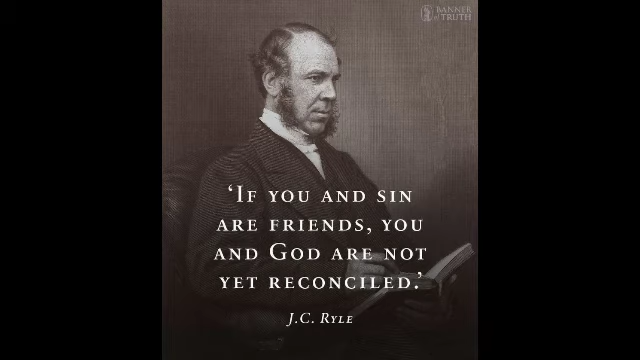 BANNER
of TRUTH
‘If you and sin
are friends, you
and God are not
yet reconciled.’
J.C. Ryle